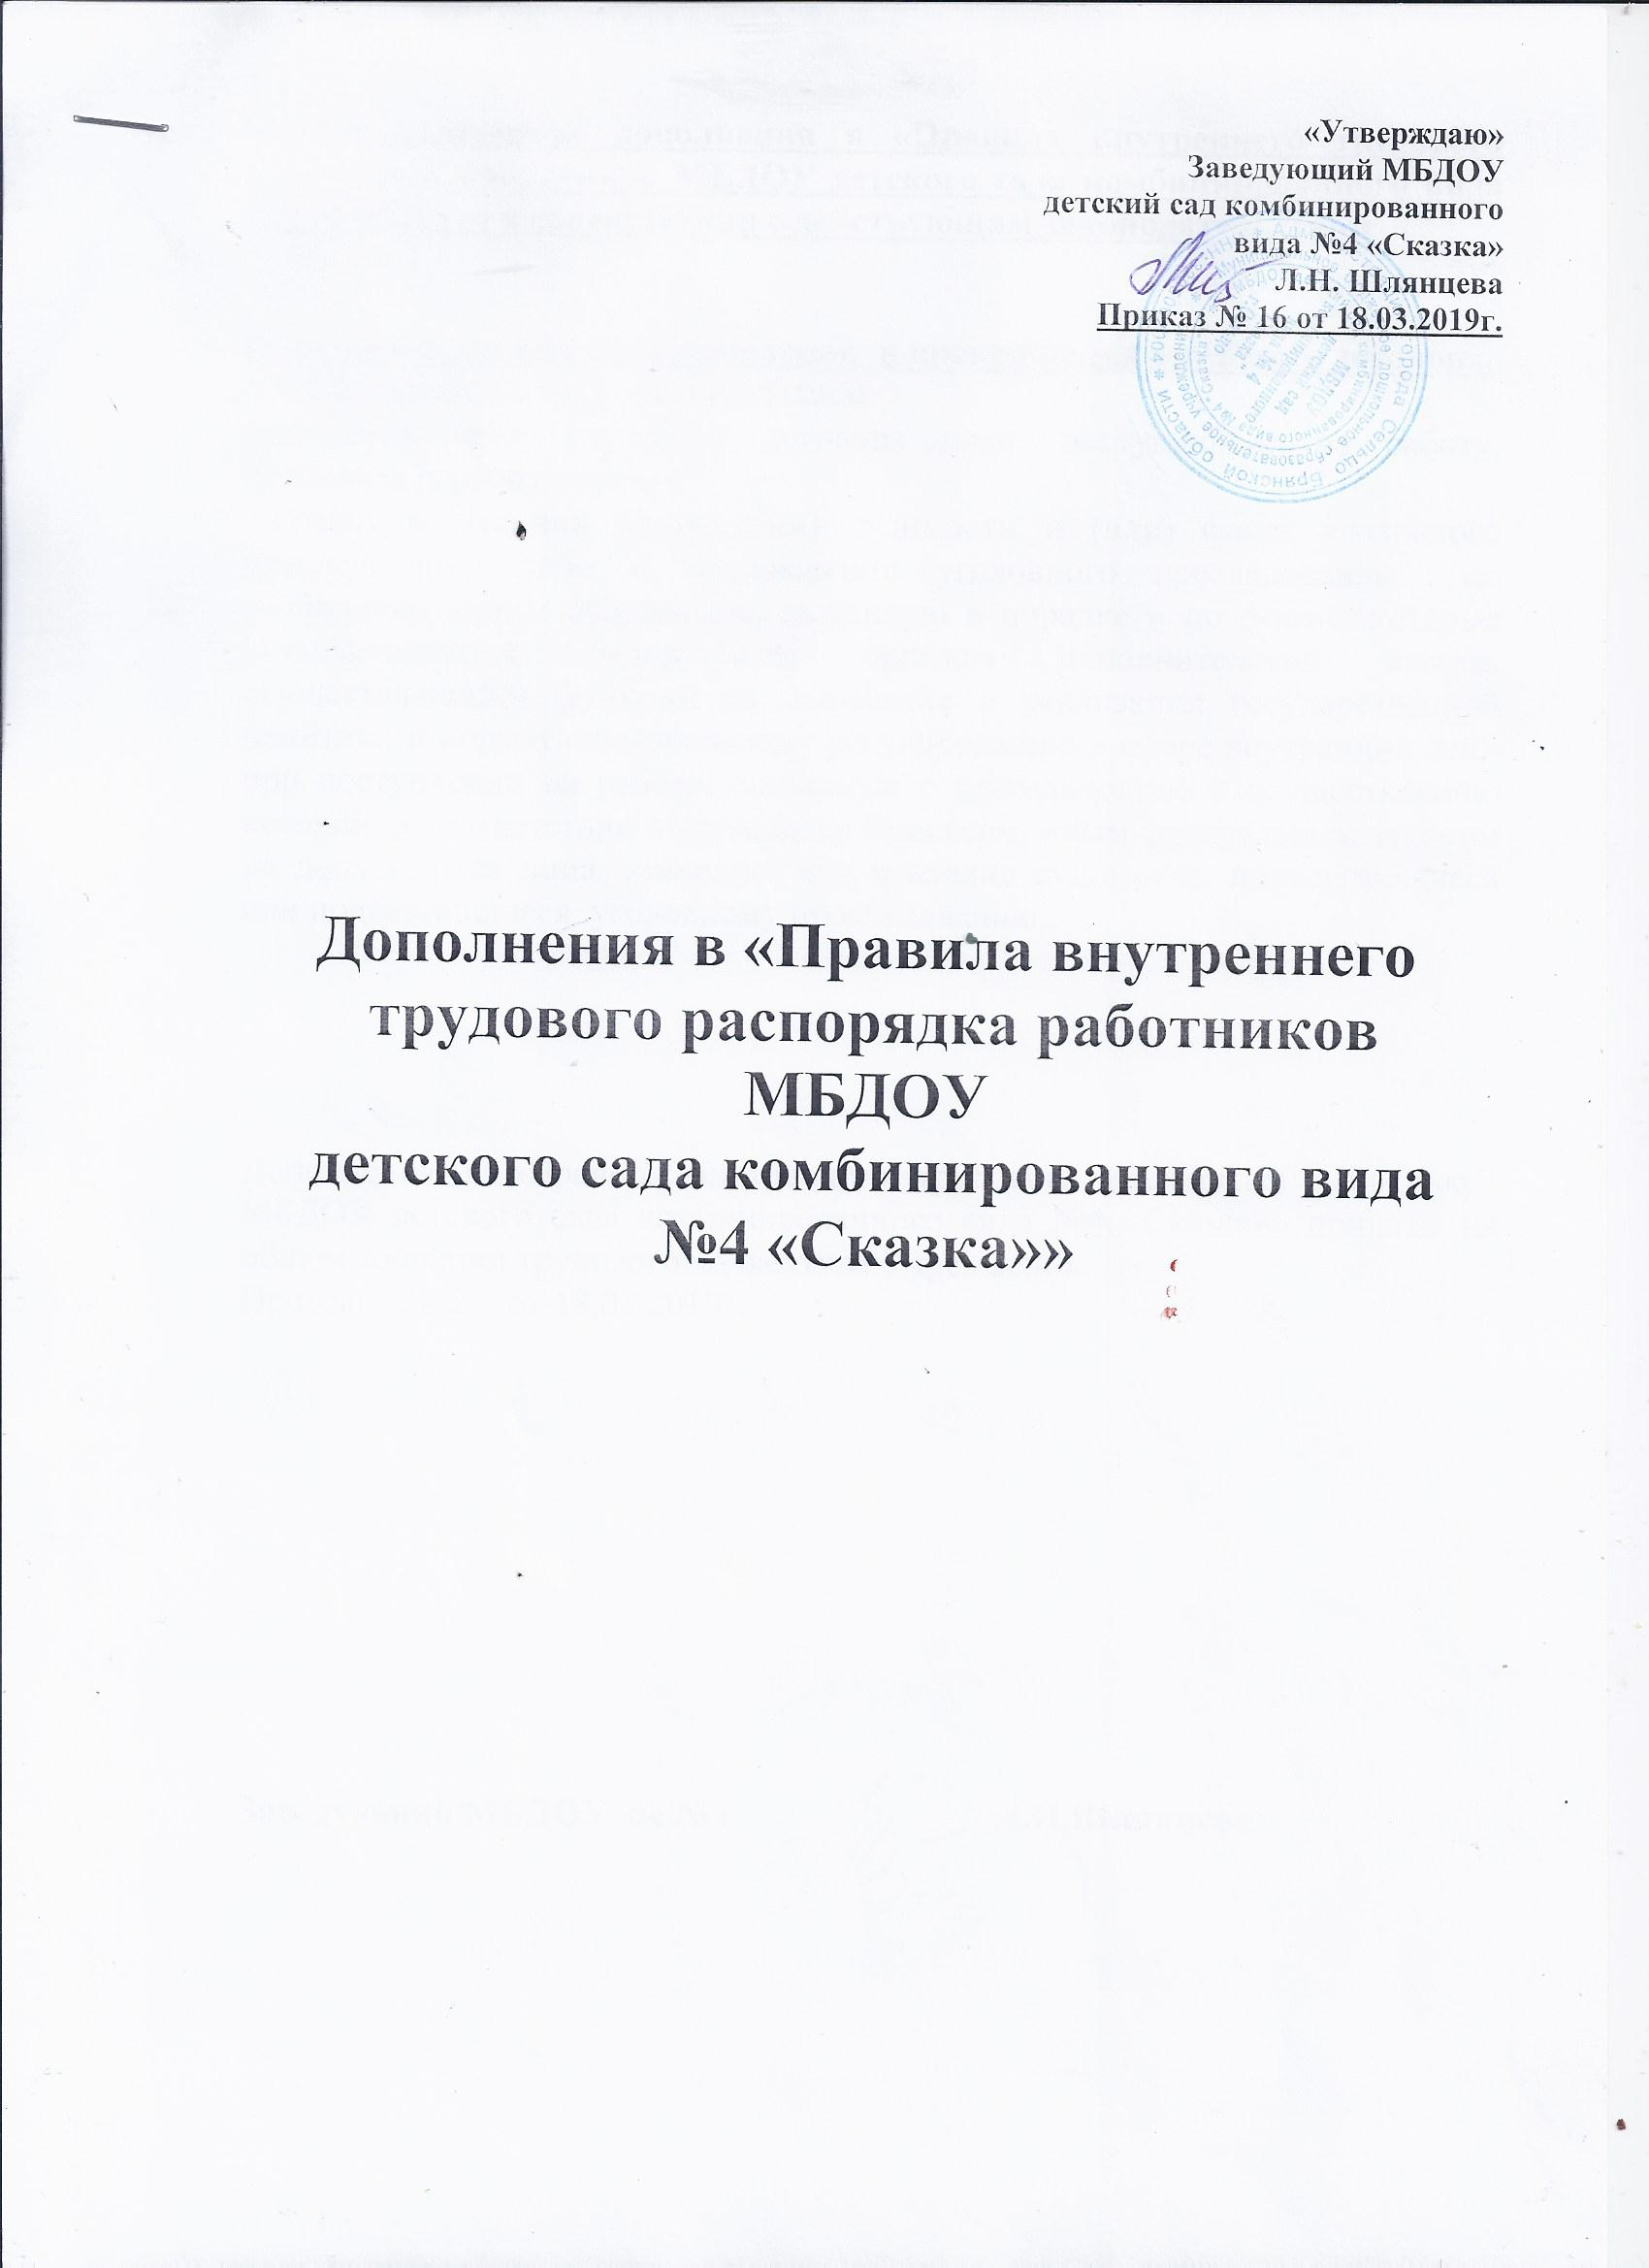 «Утверждаю»
Заведующий МБДОУ
детский сад комбинированного
вида №4 «Сказка»
Л.Н. Шлянцева
Приказ № 16 от 18.03.2019г.
Дополнения в «Правила внутреннего
трудового распорядка работников
МБДОУ
детского сада комбинированного вида
№4 «Сказка»»